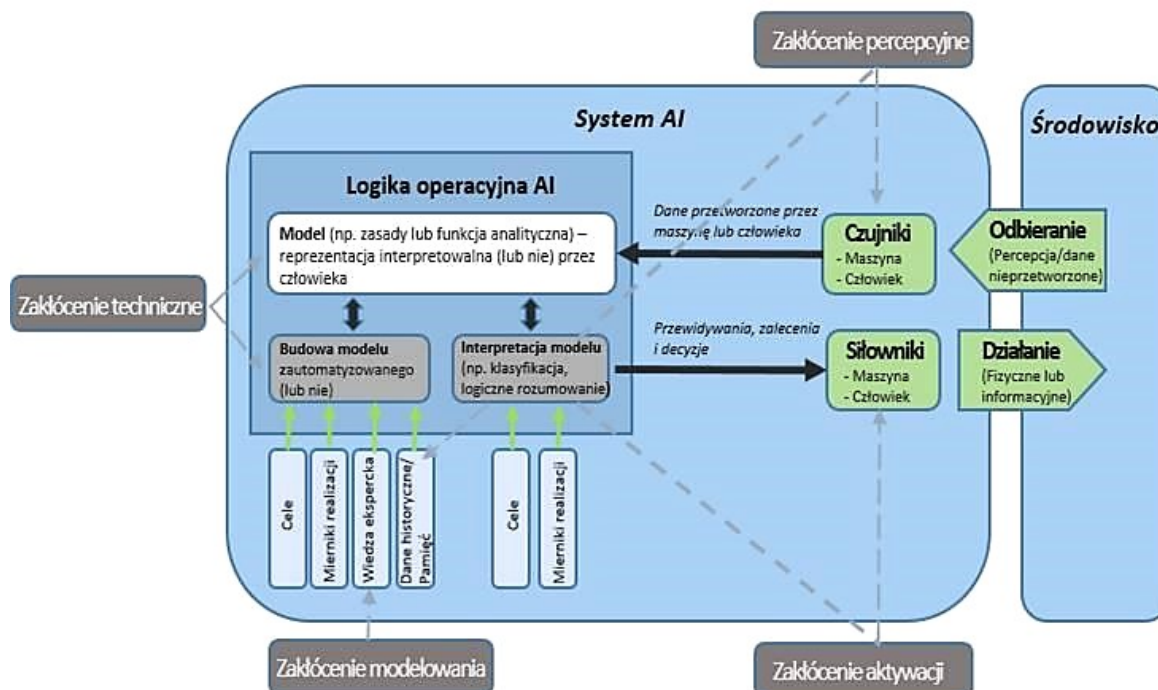 Zakłócenie percepcyjne
System AI
Środowisko
Logika operacyjna AI
Model (np. zasady lub funkcja analityczna) –
reprezentacja interpretowalna (lub nie) przez
człowieka
Dane przetworzone przez
maszynę lub człowieka
Czujniki
- Maszyna
- Człowiek
Odbieranie
(Percepcja/dane
nieprzetworzone)
Zakłócenie techniczne
Budowa modelu
zautomatyzowanego
(lub nie)
Interpretacja modelu
(np. klasyfikacja,
logiczne rozumowanie)
Przewidywania, zalecenia
i decyzje
Siłowniki
- Maszyna
- Człowiek
Działanie
(Fizyczne lub
informacyjne)
Cele
Mierniki realizacji
Wiedza ekspercka
Dane historyczne/
Pamięć
Cele
Mierniki realizacji
Zakłócenie modelowania
Zakłócenie aktywacji